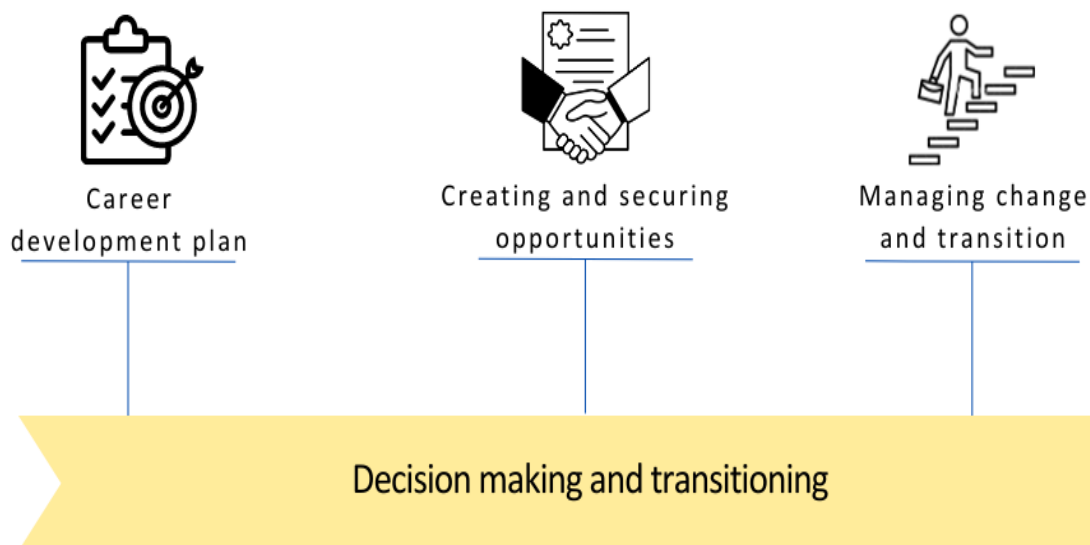 Career
development plan
Creating and securing
opportunities
Managing change
and transition
Decision making and transitioning